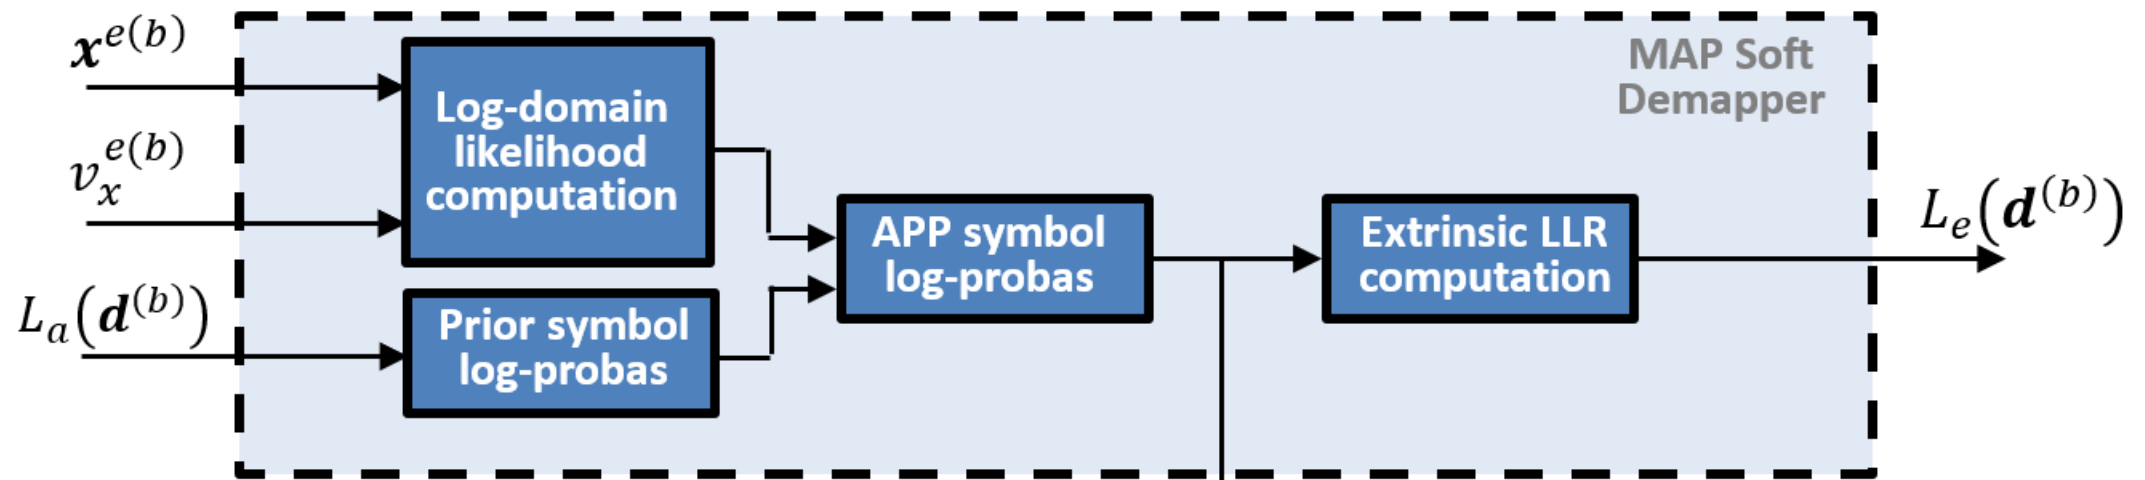 𝒙^{e(b)}
v_x^{e(b)}
L_a(𝒅^{(b)})
Log-domain
likelihood
computation
Prior symbol
log-probas
APP symbol
log-probas
Extrinsic LLR
computation
MAP Soft
Demapper
L_e(𝒅^{(b)})